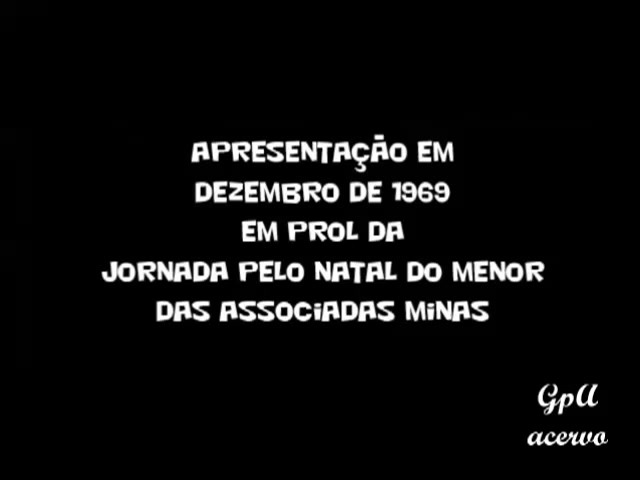 APRESENTAÇÃO EM
DEZEMBRO DE 1969
EM PROL DA
JORNADA PELO NATAL DO MENOR
DAS ASSOCIADAS MINAS
GpA
acervo